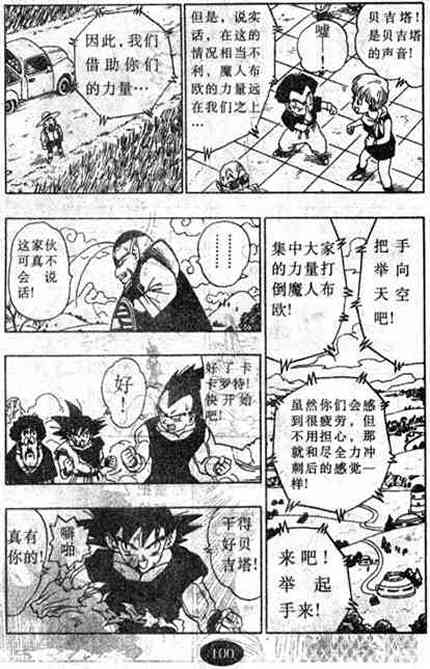 贝吉塔!
是贝吉塔
的声音!
嘘!
但是,说实
话,在这的
情况相当不
利、魔人布
欧的力量远
在我们之上
…
因此,我们
借助你们
的力量…
把手
举向
天空
吧!
集中大家
的力量打
倒魔人布
欧!
虽然你们会感
到很疲劳,但
不用担心,那
就和尽全力冲
刺后的感觉一
样!
来吧!
举起
手来!
……
这家伙
可真不
会说
话!
好了卡
卡罗特!
快开始
吧!
好!
干得
好贝
吉塔!
啪
真有
你的!
100